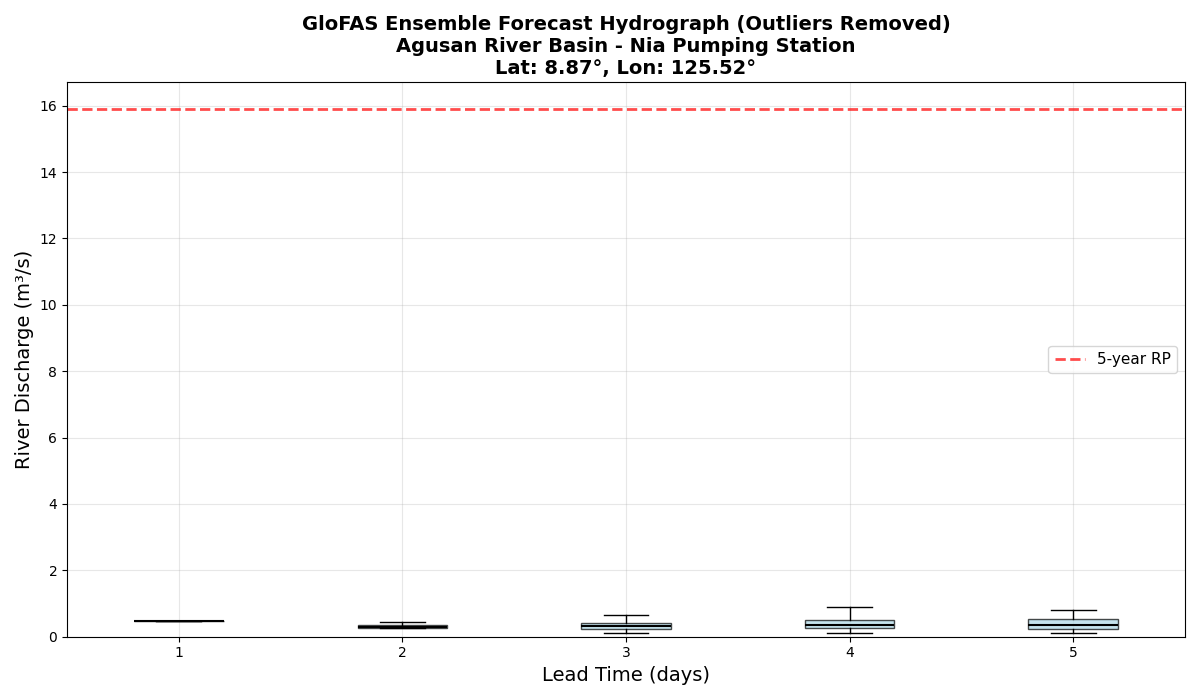 GloFAS Ensemble Forecast Hydrograph (Outliers Removed)
Agusan River Basin - Nia Pumping Station
Lat: 8.87°, Lon: 125.52°
River Discharge (m³/s)
16
14
12
10
8
6
4
2
0
5-year RP
1 2 3 4 5
Lead Time (days)